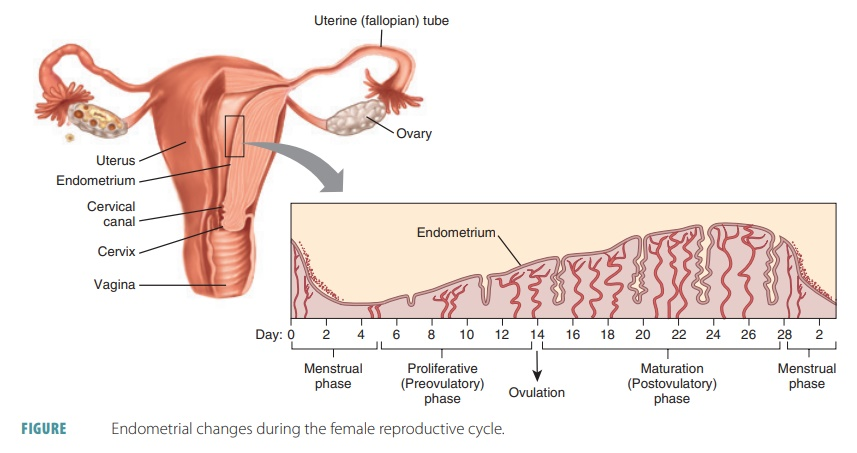 Uterine (fallopian) tube
Ovary
Uterus
Endometrium
Cervical
canal
Cervix
Vagina
Endometrium
Day: 0 2 4 6 8 10 12 14 16 18 20 22 24 26 28 2
Menstrual
phase
Proliferative
(Preovulatory)
phase
Ovulation
Maturation
(Postovulatory)
phase
Menstrual
phase
FIGURE Endometrial changes during the female reproductive cycle.